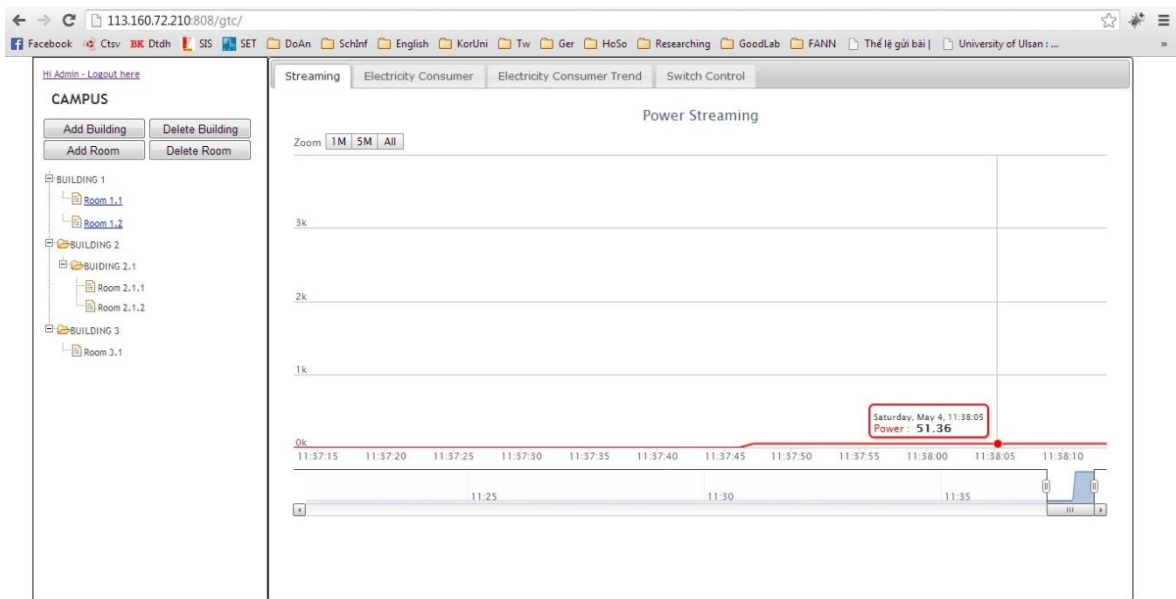 113.160.72.210:808/gtc/
Facebook Ctsv BK Dtdh SIS SET DoAn SchInf English KorUni Tw Ger HoSo Researching GoodLab FANN Thể lệ gửi bài | University of Ulsan : ... »
Hi Admin - Logout here
CAMPUS
Add Building Delete Building
Add Room Delete Room
BUILDING 1
Room 1.1
Room 1.2
BUILDING 2
BUIDING 2.1
Room 2.1.1
Room 2.1.2
BUILDING 3
Room 3.1
Streaming Electricity Consumer Electricity Consumer Trend Switch Control
Power Streaming
Zoom 1M 5M All
3k
2k
1k
0k
Saturday, May 4, 11:38:05
Power : 51.36
11:37:15 11:37:20 11:37:25 11:37:30 11:37:35 11:37:40 11:37:45 11:37:50 11:37:55 11:38:00 11:38:05 11:38:10
11:25 11:30 11:35